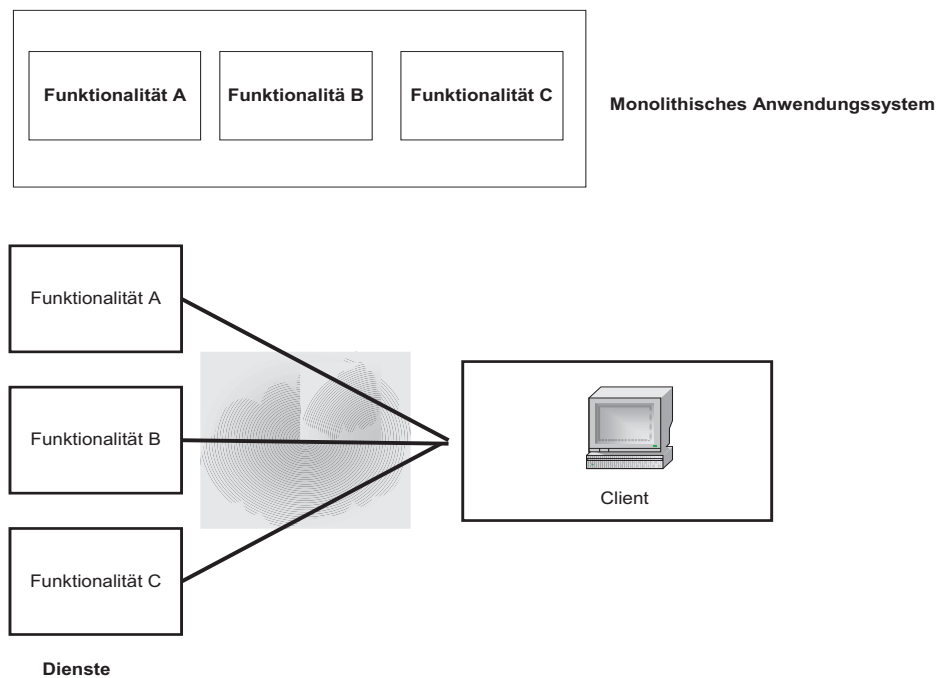 Funktionalität A
Funktionalitä B
Funktionalität C
Monolithisches Anwendungssystem
Funktionalität A
Funktionalität B
Funktionalität C
Client
Dienste